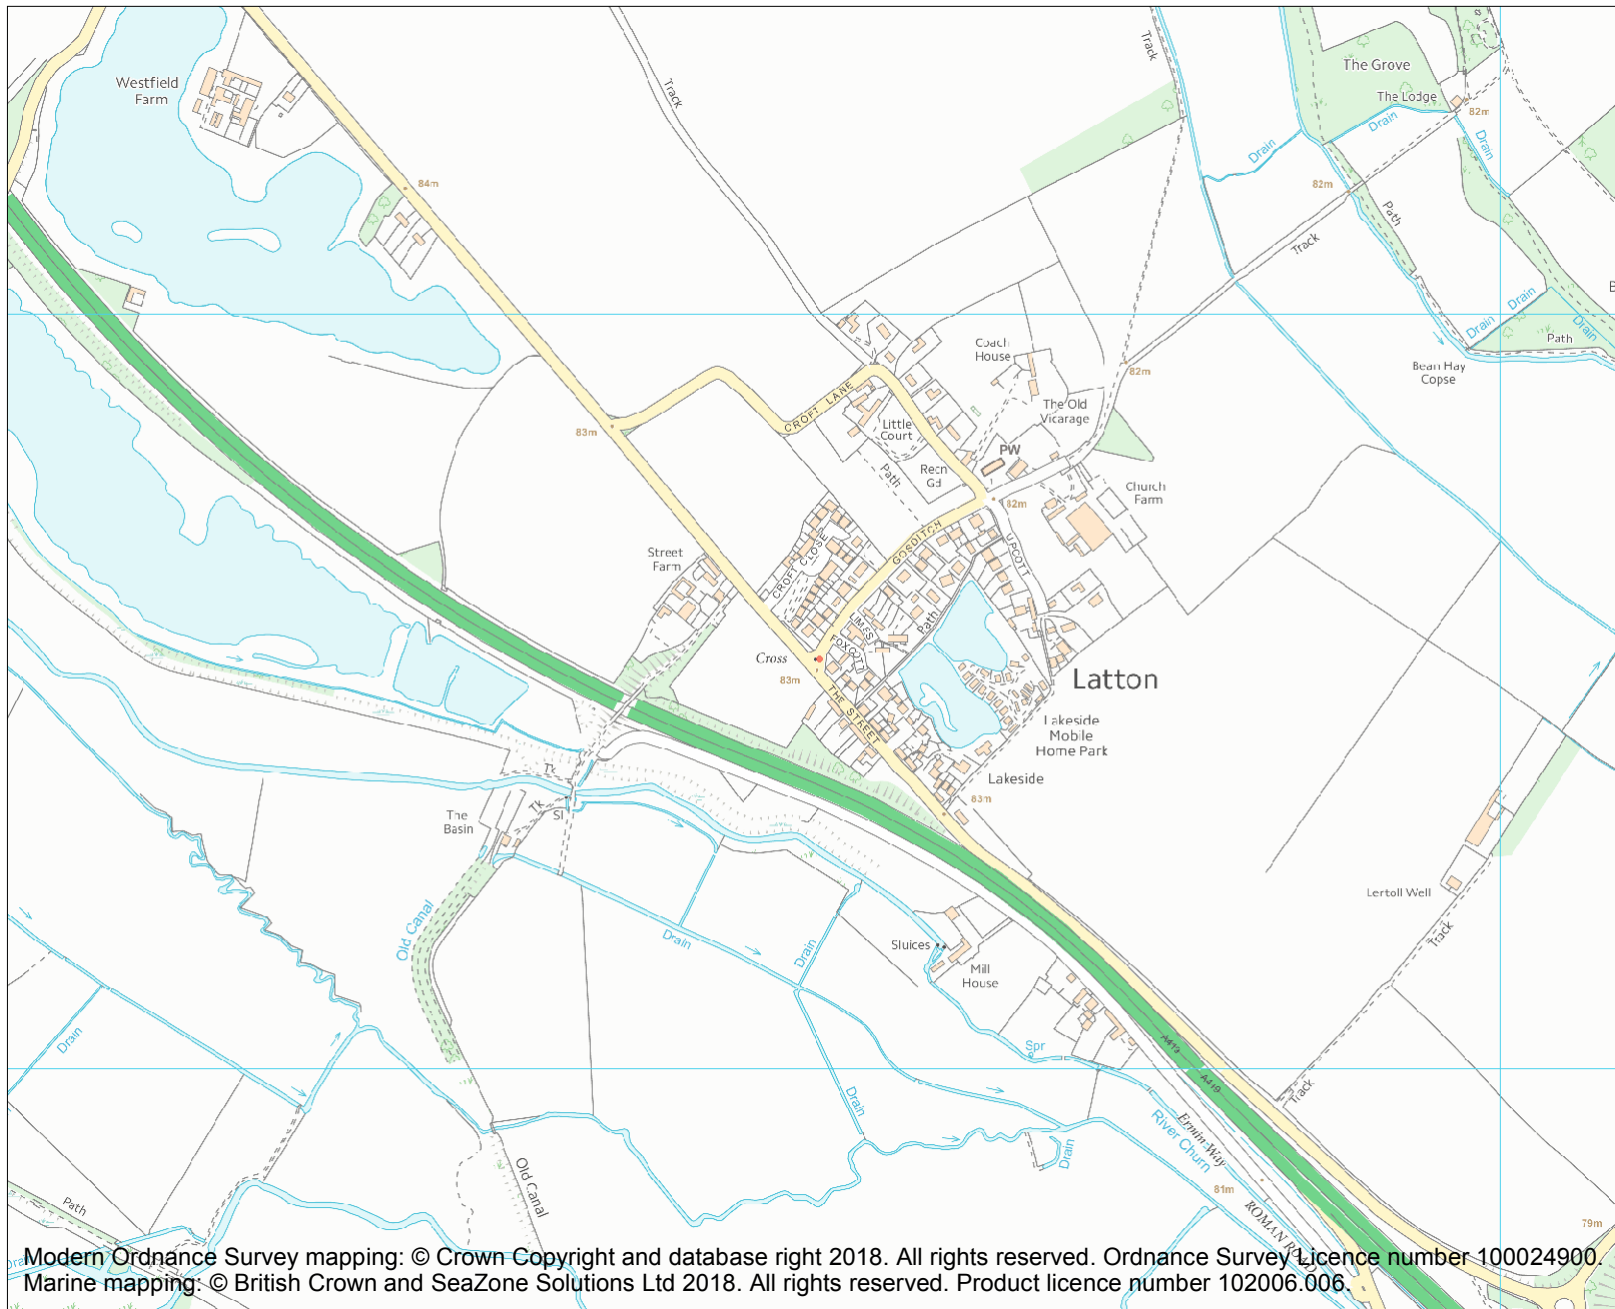 Westfield
Farm
Track
Track
The Grove
The Lodge
82m
Drain
Drain
Drain
84m
82m
Path
Track
Drain
Drain
Drain
Path
Bean Hay
Copse
Coach
House
82m
CROFT LANE
The Old
Vicarage
Little
Court
83m
PW
Recn
Gd
Path
Church
Farm
82m
GOSDITCH
UPCOTT
Street
Farm
CROFT CLOSE
LIMES
Path
FOXCOTT
Cross
83m
Latton
THE STREET
Lakeside
Mobile
Home Park
Lakeside
83m
Tk
Tk
Sl
The
Basin
Lertoll Well
Old Canal
Drain
Drain
Sluices
Mill
House
Track
Drain
Spr
A419
A419
Track
Drain
Ermin Way
River Churn
Drain
Old Canal
81m
Path
ROMAN ROAD
79m
Drain
Modern Ordnance Survey mapping: © Crown Copyright and database right 2018. All rights reserved. Ordnance Survey Licence number 100024900.
Marine mapping: © British Crown and SeaZone Solutions Ltd 2018. All rights reserved. Product licence number 102006.006.